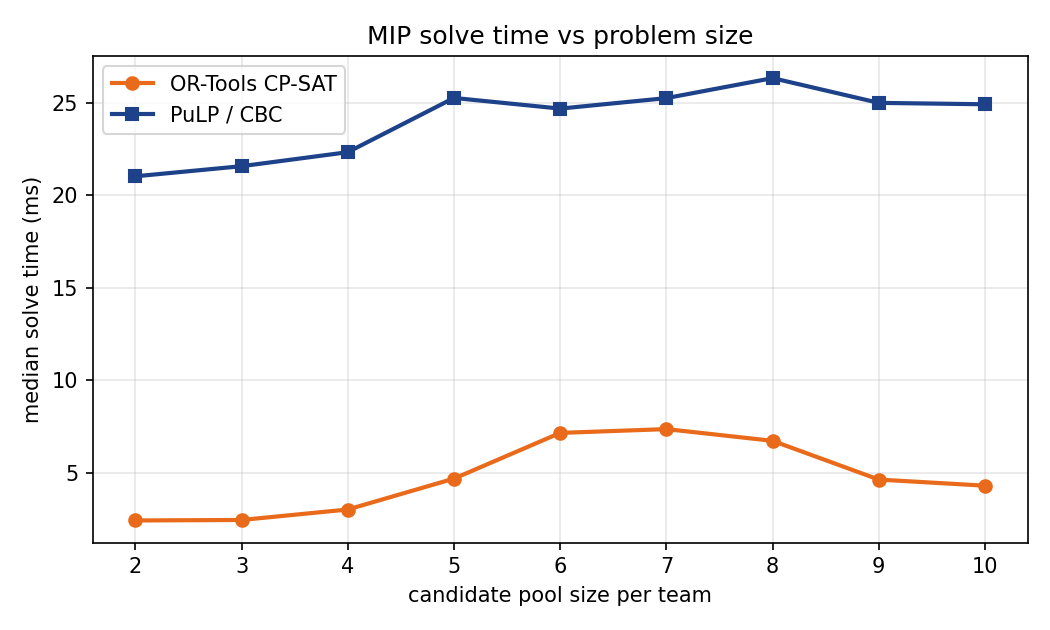 MIP solve time vs problem size
OR-Tools CP-SAT
PuLP / CBC
median solve time (ms)
25
20
15
10
5
2 3 4 5 6 7 8 9 10
candidate pool size per team